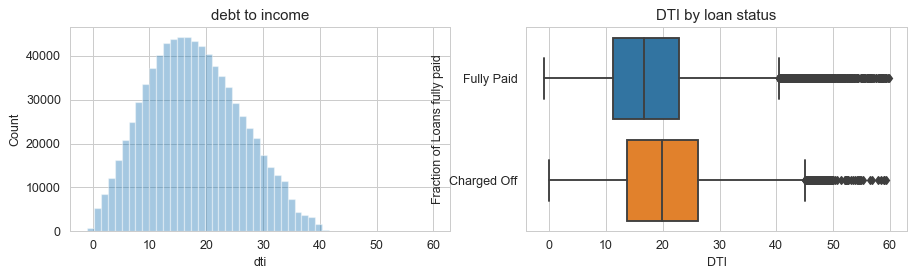 debt to income
Count
40000
30000
20000
10000
0
0 10 20 30 40 50 60
dti
DTI by loan status
Fraction of Loans fully paid
Fully Paid
Charged Off
0 10 20 30 40 50 60
DTI